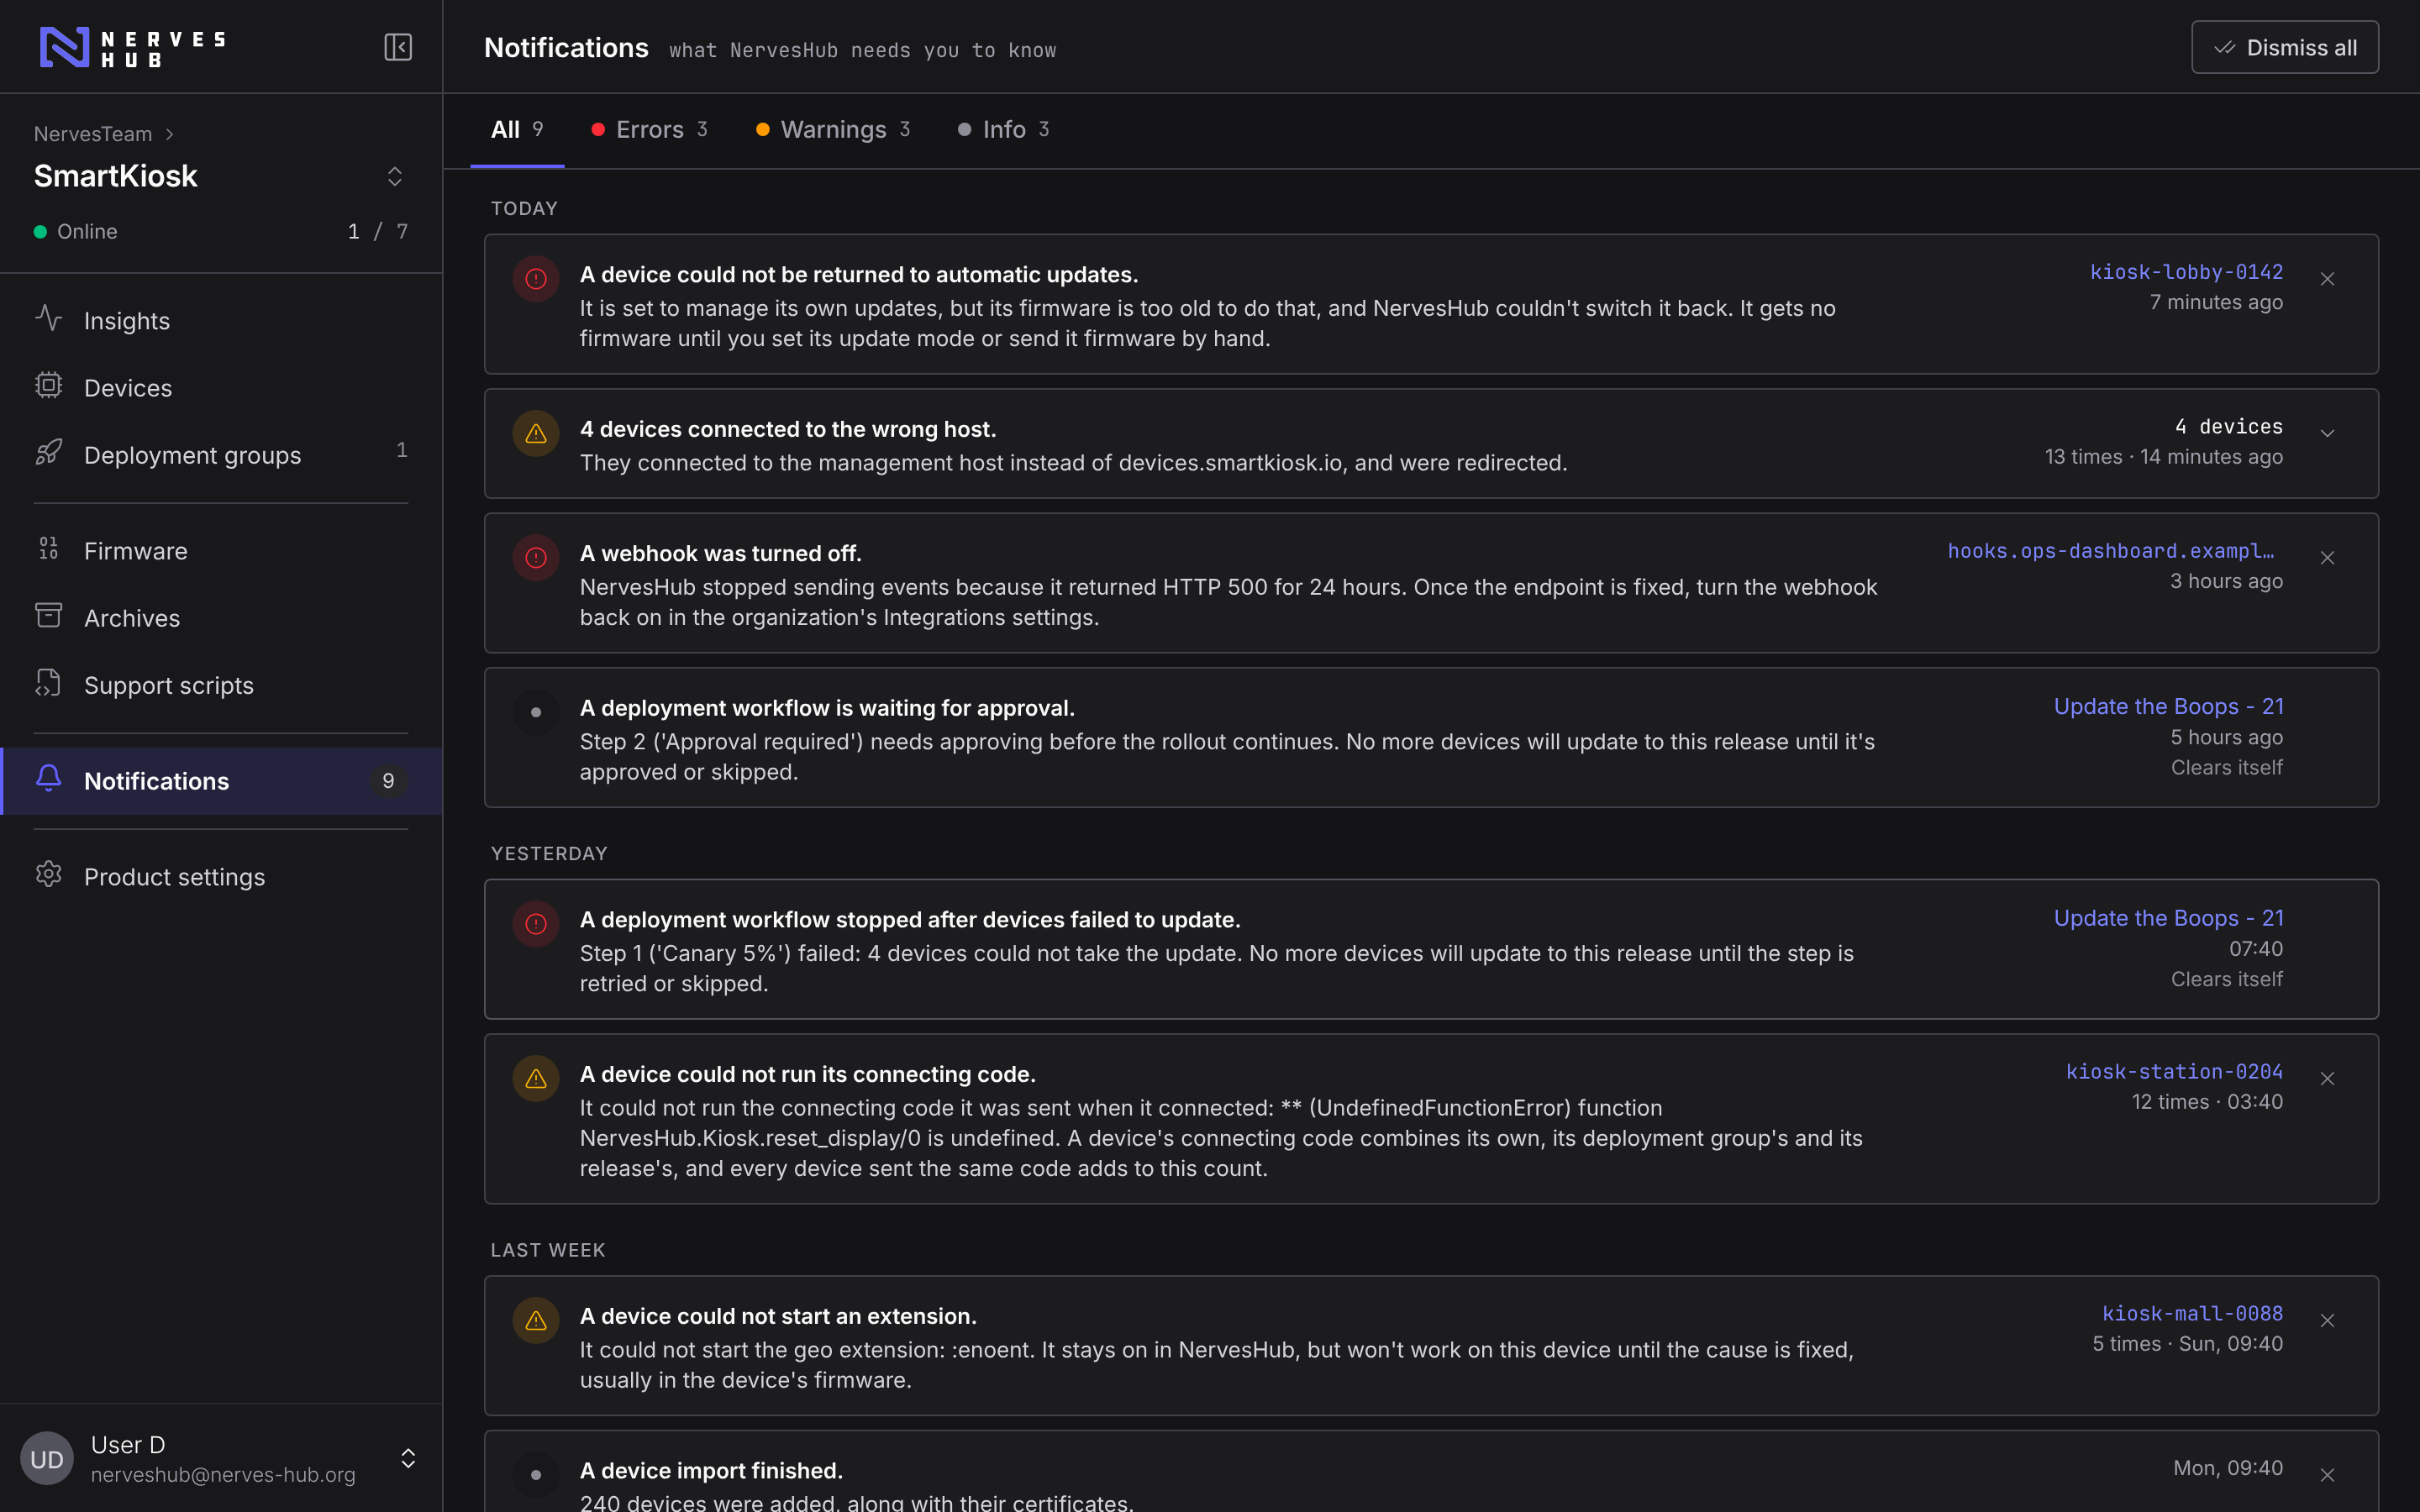 NERVES
HUB
NervesTeam
SmartKiosk
Online
1 / 7
Insights
Devices
Deployment groups
1
Firmware
Archives
Support scripts
Notifications
9
Product settings
UD
User D
nerveshub@nerves-hub.org
Notifications what NervesHub needs you to know
Dismiss all
All 9
Errors 3
Warnings 3
Info 3
TODAY
A device could not be returned to automatic updates.
It is set to manage its own updates, but its firmware is too old to do that, and NervesHub couldn't switch it back. It gets no
firmware until you set its update mode or send it firmware by hand.
kiosk-lobby-0142
7 minutes ago
4 devices connected to the wrong host.
They connected to the management host instead of devices.smartkiosk.io, and were redirected.
4 devices
13 times · 14 minutes ago
A webhook was turned off.
NervesHub stopped sending events because it returned HTTP 500 for 24 hours. Once the endpoint is fixed, turn the webhook
back on in the organization's Integrations settings.
hooks.ops-dashboard.exampl…
3 hours ago
A deployment workflow is waiting for approval.
Step 2 ('Approval required') needs approving before the rollout continues. No more devices will update to this release until it's
approved or skipped.
Update the Boops - 21
5 hours ago
Clears itself
YESTERDAY
A deployment workflow stopped after devices failed to update.
Step 1 ('Canary 5%') failed: 4 devices could not take the update. No more devices will update to this release until the step is
retried or skipped.
Update the Boops - 21
07:40
Clears itself
A device could not run its connecting code.
It could not run the connecting code it was sent when it connected: ** (UndefinedFunctionError) function
NervesHub.Kiosk.reset_display/0 is undefined. A device's connecting code combines its own, its deployment group's and its
release's, and every device sent the same code adds to this count.
kiosk-station-0204
12 times · 03:40
LAST WEEK
A device could not start an extension.
It could not start the geo extension: :enoent. It stays on in NervesHub, but won't work on this device until the cause is fixed,
usually in the device's firmware.
kiosk-mall-0088
5 times · Sun, 09:40
A device import finished.
240 devices were added, along with their certificates.
Mon, 09:40